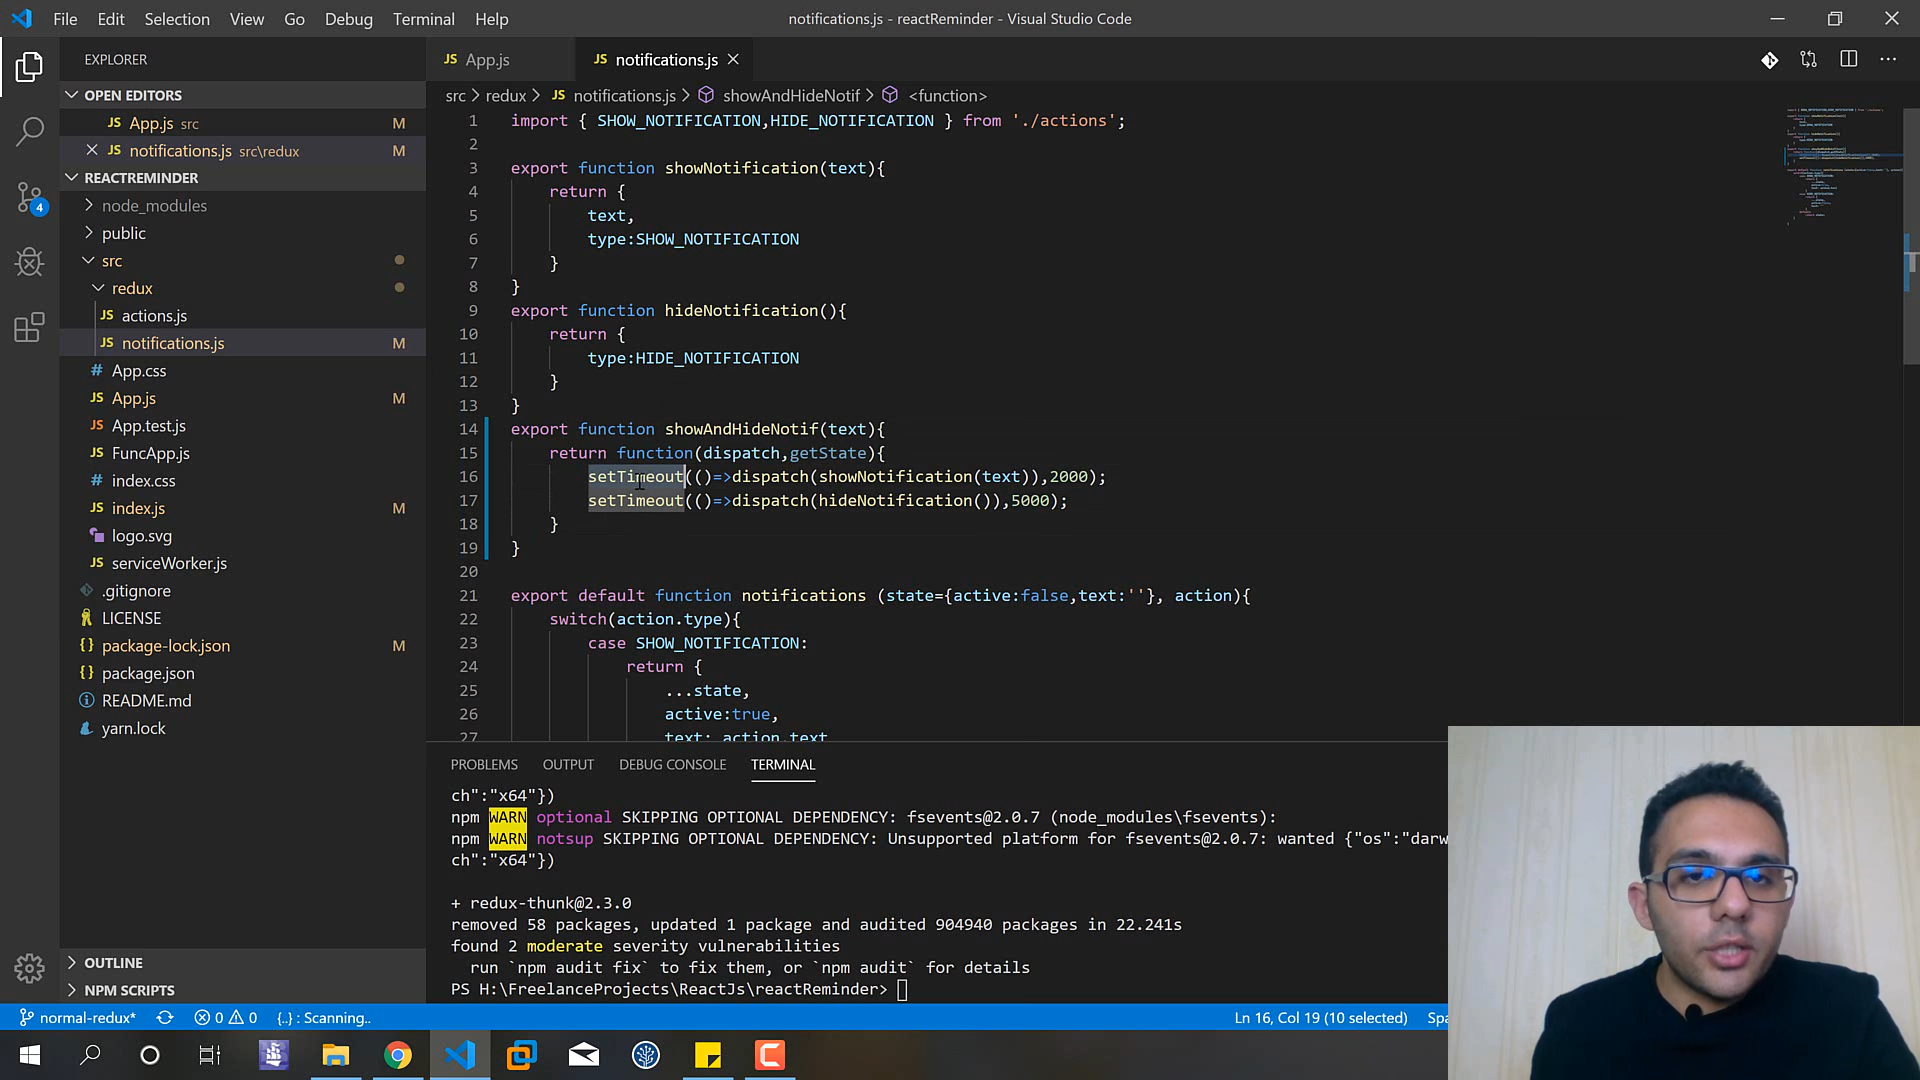 File Edit Selection View Go Debug Terminal Help
notifications.js - reactReminder - Visual Studio Code
EXPLORER
OPEN EDITORS
JS App.js src M
JS notifications.js src\redux M
REACTREMINDER
node_modules
public
src
redux
JS actions.js
JS notifications.js M
# App.css
JS App.js M
JS App.test.js
JS FuncApp.js
# index.css
JS index.js M
logo.svg
JS serviceWorker.js
.gitignore
LICENSE
{} package-lock.json M
{} package.json
README.md
yarn.lock
OUTLINE
NPM SCRIPTS
4
JS App.js
JS notifications.js
src > redux > JS notifications.js > showAndHideNotif > <function>
1 import { SHOW_NOTIFICATION,HIDE_NOTIFICATION } from './actions';
2
3 export function showNotification(text){
4 return {
5 text,
6 type:SHOW_NOTIFICATION
7 }
8 }
9 export function hideNotification(){
10 return {
11 type:HIDE_NOTIFICATION
12 }
13 }
14 export function showAndHideNotif(text){
15 return function(dispatch,getState){
16 setTimeout(()=>dispatch(showNotification(text)),2000);
17 setTimeout(()=>dispatch(hideNotification()),5000);
18 }
19 }
20
21 export default function notifications (state={active:false,text:''}, action){
22 switch(action.type){
23 case SHOW_NOTIFICATION:
24 return {
25 ...state,
26 active:true,
27 text: action.text
PROBLEMS OUTPUT DEBUG CONSOLE TERMINAL
ch":"x64"})
npm WARN optional SKIPPING OPTIONAL DEPENDENCY: fsevents@2.0.7 (node_modules\fsevents):
npm WARN notsup SKIPPING OPTIONAL DEPENDENCY: Unsupported platform for fsevents@2.0.7: wanted {"os":"darw
ch":"x64"})
+ redux-thunk@2.3.0
removed 58 packages, updated 1 package and audited 904940 packages in 22.241s
found 2 moderate severity vulnerabilities
run `npm audit fix` to fix them, or `npm audit` for details
PS H:\FreelanceProjects\ReactJs\reactReminder>
normal-redux* 0 0 {..} : Scanning.. Ln 16, Col 19 (10 selected) Spa